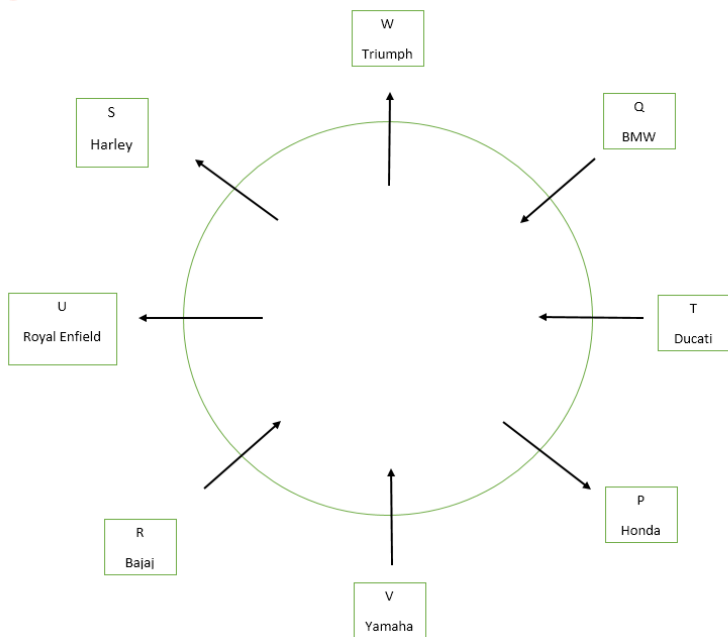 W
Triumph
S
Harley
Q
BMW
U
Royal Enfield
T
Ducati
P
Honda
R
Bajaj
V
Yamaha